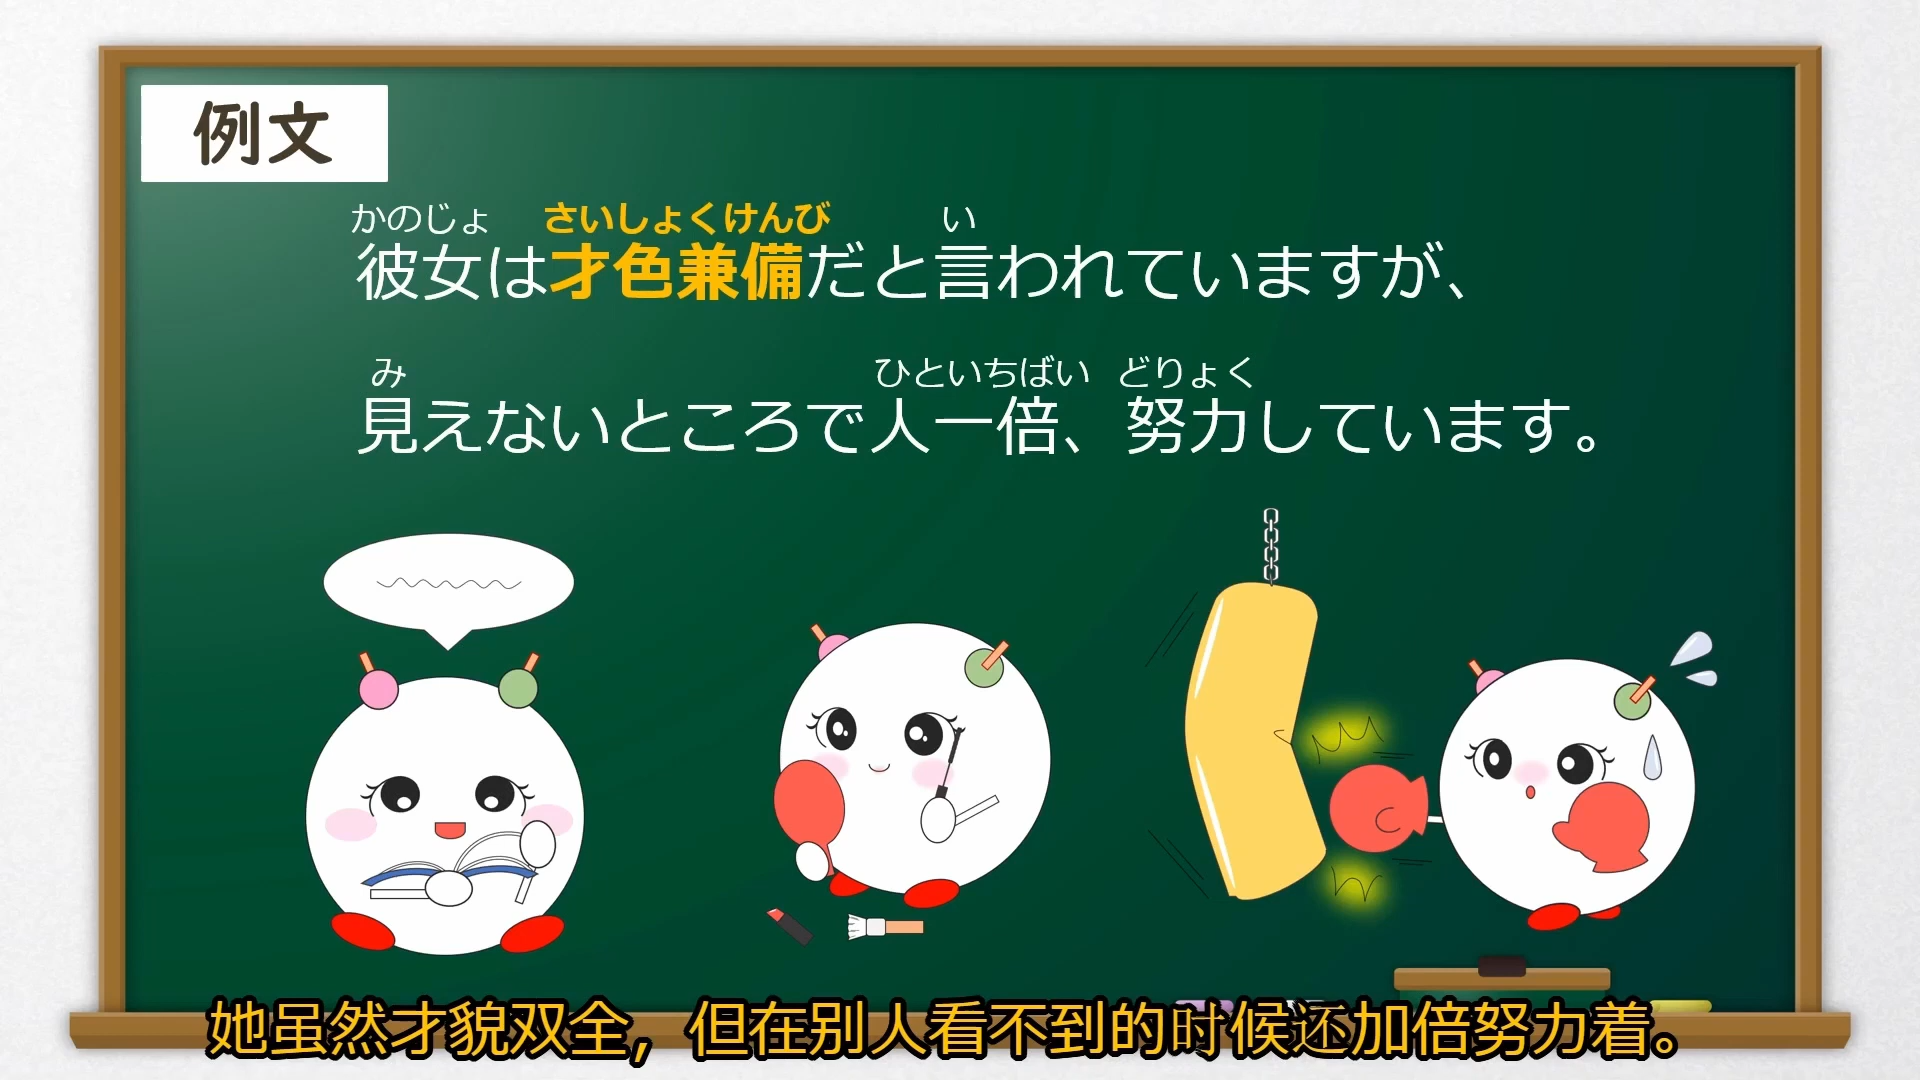 例文
かのじょ さいしょくけんび い
彼女は才色兼備だと言われていますが、
み ひといちばい どりょく
見えないところで人一倍、努力しています。
她虽然才貌双全，但在别人看不到的时候还加倍努力着。